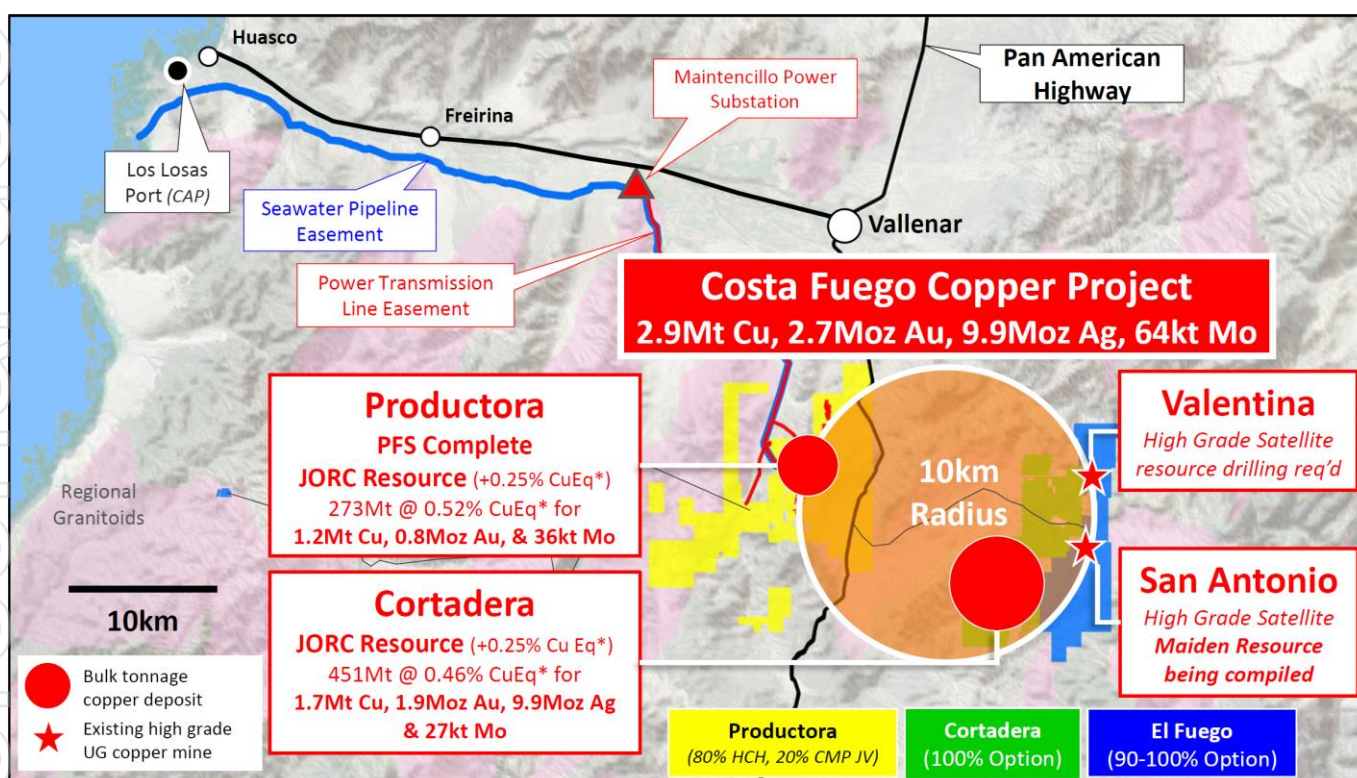 Huasco
Maintencillo Power
Substation
Pan American
Highway
Freirina
Los Losas
Port (CAP)
Seawater Pipeline
Easement
Vallenar
Power Transmission
Line Easement
Costa Fuego Copper Project
2.9Mt Cu, 2.7Moz Au, 9.9Moz Ag, 64kt Mo
Productora
PFS Complete
JORC Resource (+0.25% CuEq*)
273Mt @ 0.52% CuEq* for
1.2Mt Cu, 0.8Moz Au, & 36kt Mo
Valentina
High Grade Satellite
resource drilling req'd
10km
Radius
Regional
Granitoids
10km
Cortadera
JORC Resource (+0.25% Cu Eq*)
451Mt @ 0.46% CuEq* for
1.7Mt Cu, 1.9Moz Au, 9.9Moz Ag
& 27kt Mo
San Antonio
High Grade Satellite
Maiden Resource
being compiled
Bulk tonnage
copper deposit
Existing high grade
UG copper mine
Productora
(80% HCH, 20% CMP JV)
Cortadera
(100% Option)
El Fuego
(90-100% Option)